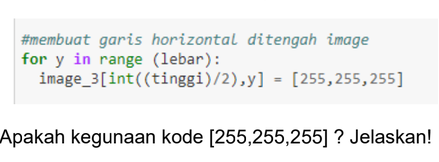 #membuat garis horizontal ditengah image
for y in range (lebar):
image_3[int((tinggi)/2),y] = [255,255,255]
Apakah kegunaan kode [255,255,255] ? Jelaskan!